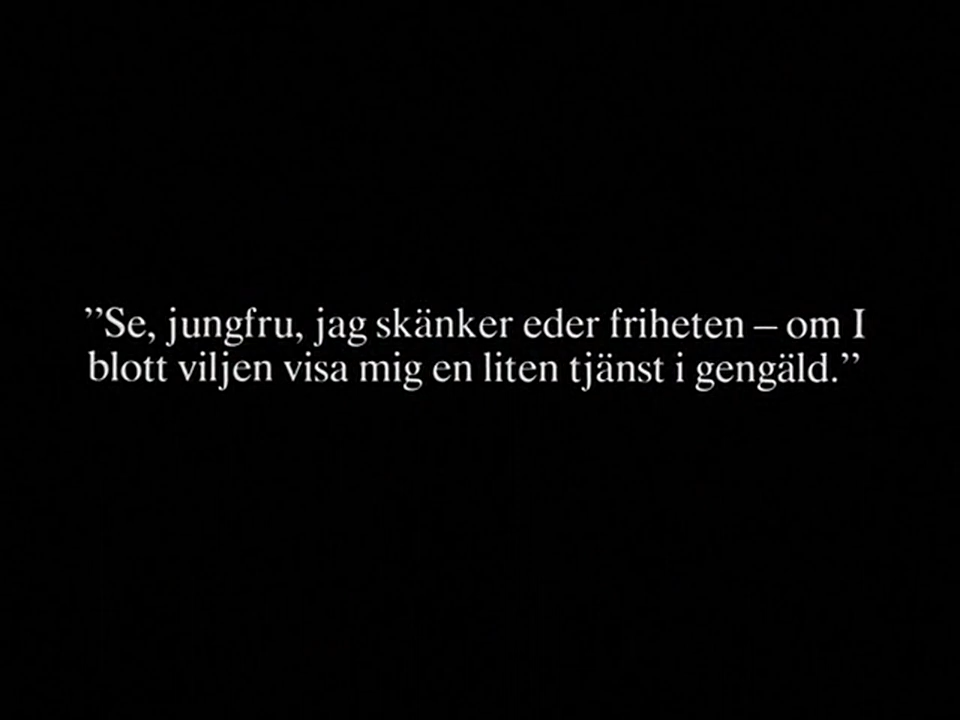 ”Se, jungfru, jag skänker eder friheten – om I
blott viljen visa mig en liten tjänst i gengäld.”